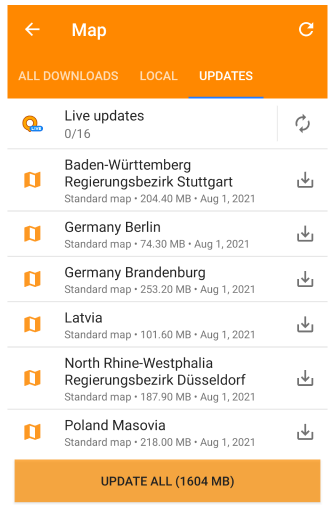 Map
ALL DOWNLOADS LOCAL UPDATES
Live updates
LIVE
0/16
Baden-Württemberg
Regierungsbezirk Stuttgart
Standard map • 204.40 MB • Aug 1, 2021
Germany Berlin
Standard map • 74.30 MB • Aug 1, 2021
Germany Brandenburg
Standard map • 253.20 MB • Aug 1, 2021
Latvia
Standard map • 101.60 MB • Aug 1, 2021
North Rhine-Westphalia
Regierungsbezirk Düsseldorf
Standard map • 187.90 MB • Aug 1, 2021
Poland Masovia
Standard map • 218.00 MB • Aug 1, 2021
UPDATE ALL (1604 MB)